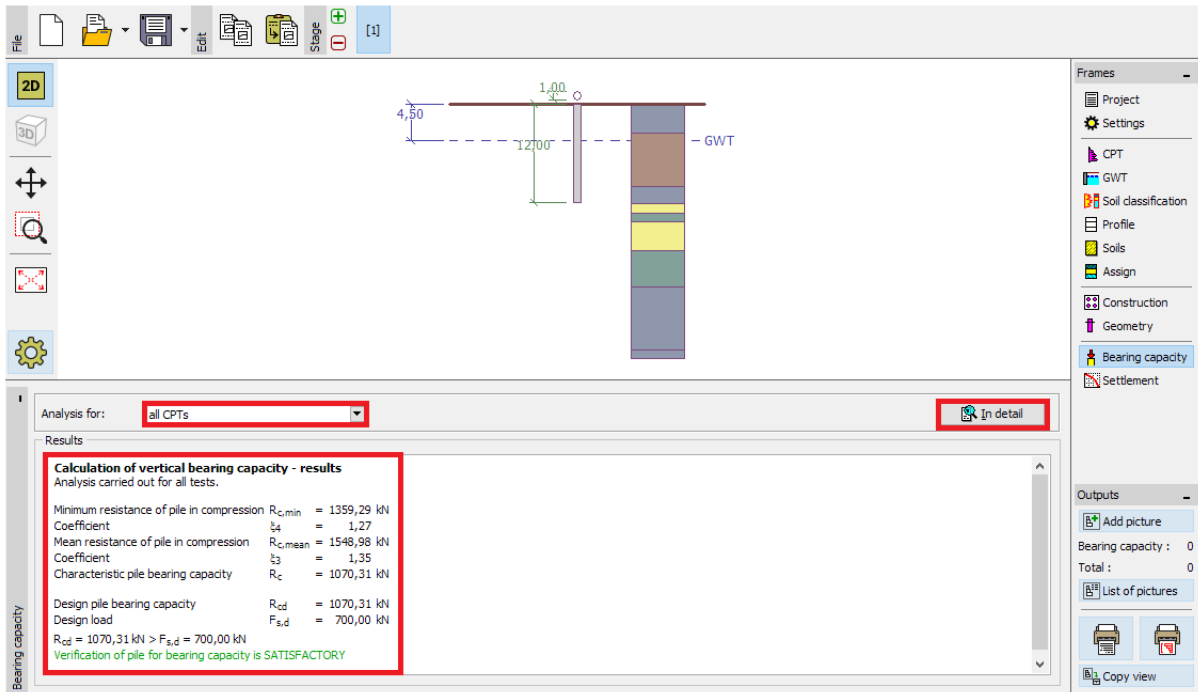 File
Edit
Stage
[1]
2D
3D
1,00
4,50
12,00
GWT
Frames
Project
Settings
CPT
GWT
Soil classification
Profile
Soils
Assign
Construction
Geometry
Bearing capacity
Settlement
Analysis for:
all CPTs
In detail
Results
Calculation of vertical bearing capacity - results
Analysis carried out for all tests.
Minimum resistance of pile in compression Rc,min = 1359,29 kN
Coefficient ξ4 = 1,27
Mean resistance of pile in compression Rc,mean = 1548,98 kN
Coefficient ξ3 = 1,35
Characteristic pile bearing capacity Rc = 1070,31 kN
Design pile bearing capacity Rcd = 1070,31 kN
Design load Fs,d = 700,00 kN
Rcd = 1070,31 kN > Fs,d = 700,00 kN
Verification of pile for bearing capacity is SATISFACTORY
Bearing capacity
Outputs
Add picture
Bearing capacity : 0
Total : 0
List of pictures
Copy view